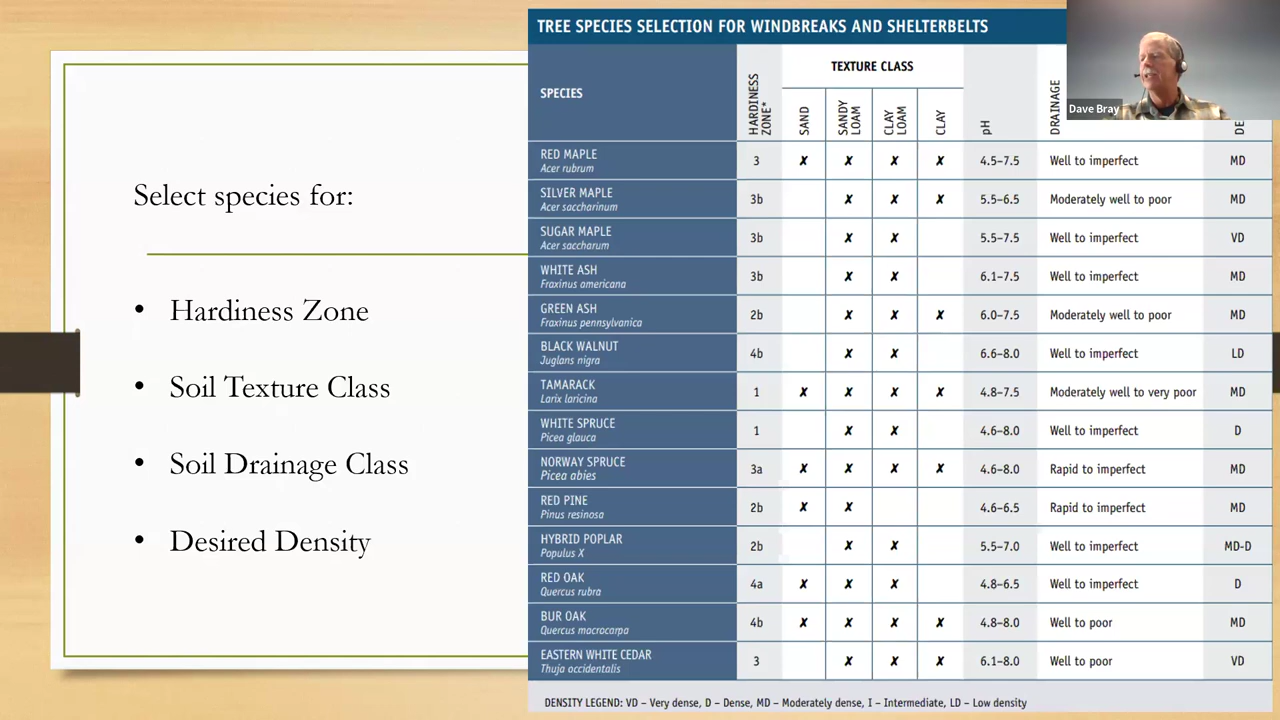 TREE SPECIES SELECTION FOR WINDBREAKS AND SHELTERBELTS
Dave Bray
Select species for:
• Hardiness Zone
• Soil Texture Class
• Soil Drainage Class
• Desired Density
SPECIES
HARDINESS
ZONE*
TEXTURE CLASS
SAND
SANDY
LOAM
CLAY
LOAM
CLAY
pH
DRAINAGE
RED MAPLE 3 ✗ ✗ ✗ ✗ 4.5–7.5 Well to imperfect MD
Acer rubrum
SILVER MAPLE 3b ✗ ✗ ✗ 5.5–6.5 Moderately well to poor MD
Acer saccharinum
SUGAR MAPLE 3b ✗ ✗ 5.5–7.5 Well to imperfect VD
Acer saccharum
WHITE ASH 3b ✗ ✗ 6.1–7.5 Well to imperfect MD
Fraxinus americana
GREEN ASH 2b ✗ ✗ ✗ 6.0–7.5 Moderately well to poor MD
Fraxinus pennsylvanica
BLACK WALNUT 4b ✗ ✗ 6.6–8.0 Well to imperfect LD
Juglans nigra
TAMARACK 1 ✗ ✗ ✗ ✗ 4.8–7.5 Moderately well to very poor MD
Larix laricina
WHITE SPRUCE 1 ✗ ✗ 4.6–8.0 Well to imperfect D
Picea glauca
NORWAY SPRUCE 3a ✗ ✗ ✗ ✗ 4.6–8.0 Rapid to imperfect MD
Picea abies
RED PINE 2b ✗ ✗ 4.6–6.5 Rapid to imperfect MD
Pinus resinosa
HYBRID POPLAR 2b ✗ ✗ 5.5–7.0 Well to imperfect MD-D
Populus X
RED OAK 4a ✗ ✗ ✗ 4.8–6.5 Well to imperfect D
Quercus rubra
BUR OAK 4b ✗ ✗ ✗ ✗ 4.8–8.0 Well to poor MD
Quercus macrocarpa
EASTERN WHITE CEDAR 3 ✗ ✗ ✗ 6.1–8.0 Well to poor VD
Thuja occidentalis
DENSITY LEGEND: VD – Very dense, D – Dense, MD – Moderately dense, I – Intermediate, LD – Low density